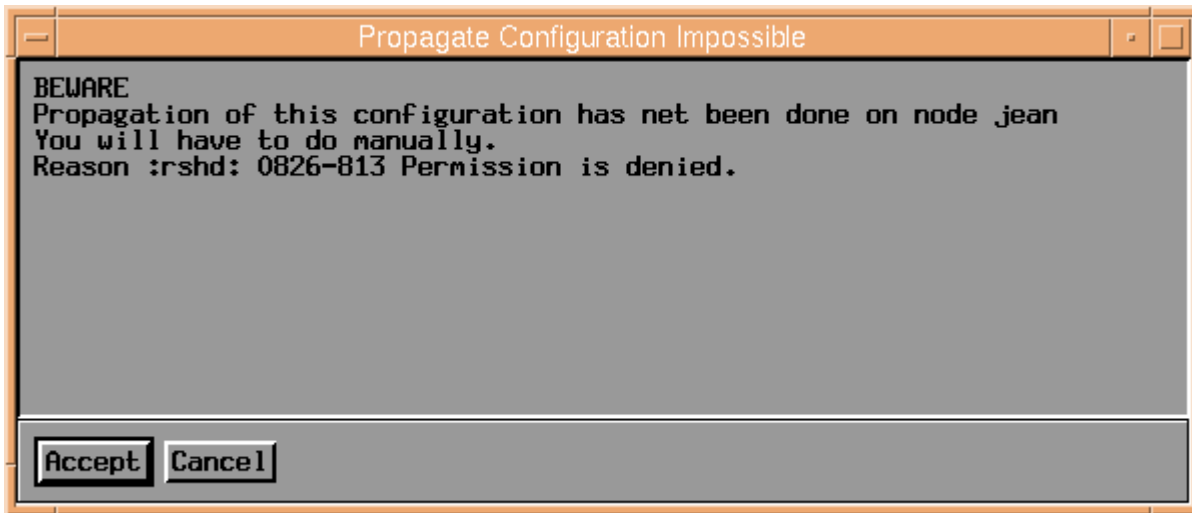 Propagate Configuration Impossible
BEWARE
Propagation of this configuration has net been done on node jean
You will have to do manually.
Reason :rshd: 0826-813 Permission is denied.
Accept Cancel